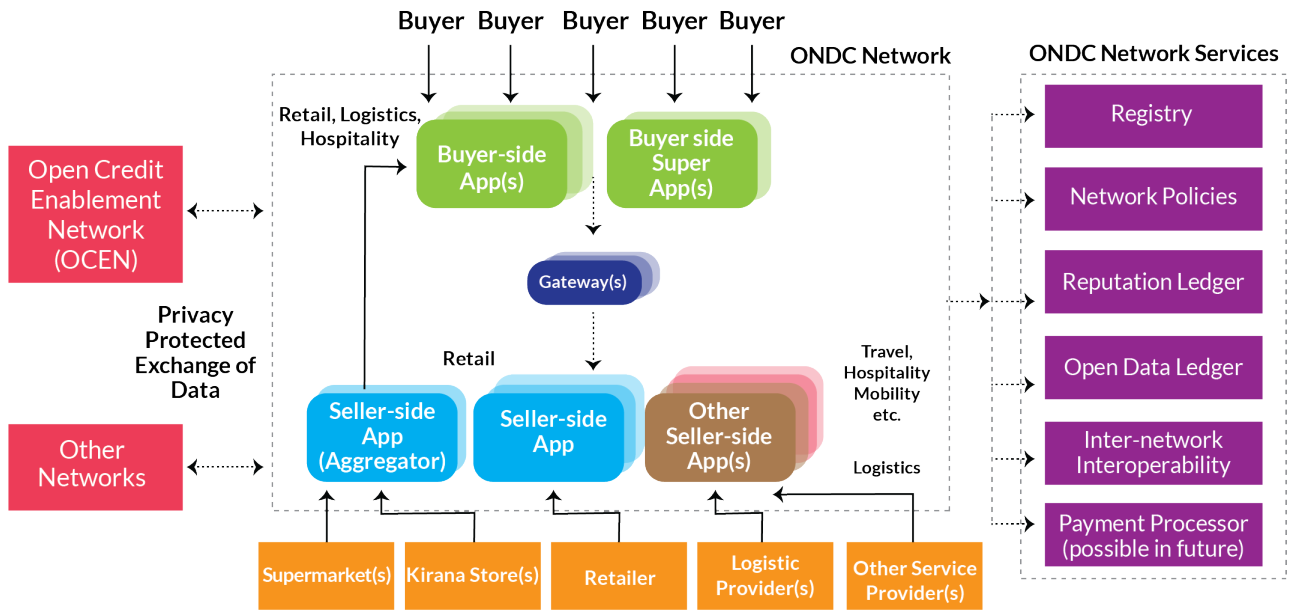 Buyer Buyer Buyer Buyer Buyer
ONDC Network
ONDC Network Services
Retail, Logistics,
Hospitality
Buyer-side
App(s)
Buyer side
Super
App(s)
Open Credit
Enablement
Network
(OCEN)
Gateway(s)
Privacy
Protected
Exchange of
Data
Retail
Travel,
Hospitality
Mobility
etc.
Seller-side
App
(Aggregator)
Seller-side
App
Other
Seller-side
App(s)
Logistics
Other
Networks
Supermarket(s)
Kirana Store(s)
Retailer
Logistic
Provider(s)
Other Service
Provider(s)
Registry
Network Policies
Reputation Ledger
Open Data Ledger
Inter-network
Interoperability
Payment Processor
(possible in future)